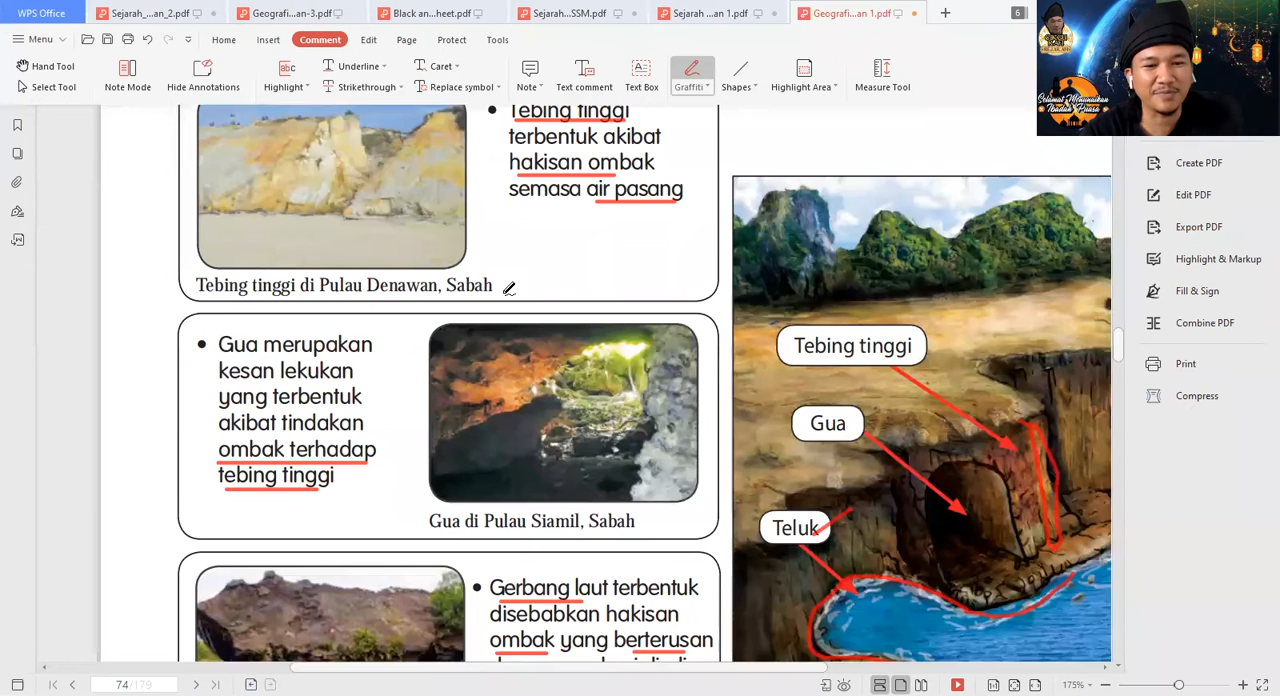 WPS Office
Sejarah_...an_2.pdf
Geografi...an-3.pdf
Black an...heet.pdf
Sejarah...SSM.pdf
Sejarah ...an 1.pdf
Geografi...an 1.pdf
6
Menu
Home
Insert
Comment
Edit
Page
Protect
Tools
Hand Tool
Select Tool
Note Mode
Hide Annotations
Highlight
Underline
Strikethrough
Caret
Replace symbol
Note
Text comment
Text Box
Graffiti
Shapes
Highlight Area
Measure Tool
Selamat Menunaikan
Ibadah Puasa
Create PDF
Edit PDF
Export PDF
Highlight & Markup
Fill & Sign
Combine PDF
Print
Compress
• Tebing tinggi
terbentuk akibat
hakisan ombak
semasa air pasang
Tebing tinggi di Pulau Denawan, Sabah
• Gua merupakan
kesan lekukan
yang terbentuk
akibat tindakan
ombak terhadap
tebing tinggi
Gua di Pulau Siamil, Sabah
• Gerbang laut terbentuk
disebabkan hakisan
ombak yang berterusan
Tebing tinggi
Gua
Teluk
74/179
175%